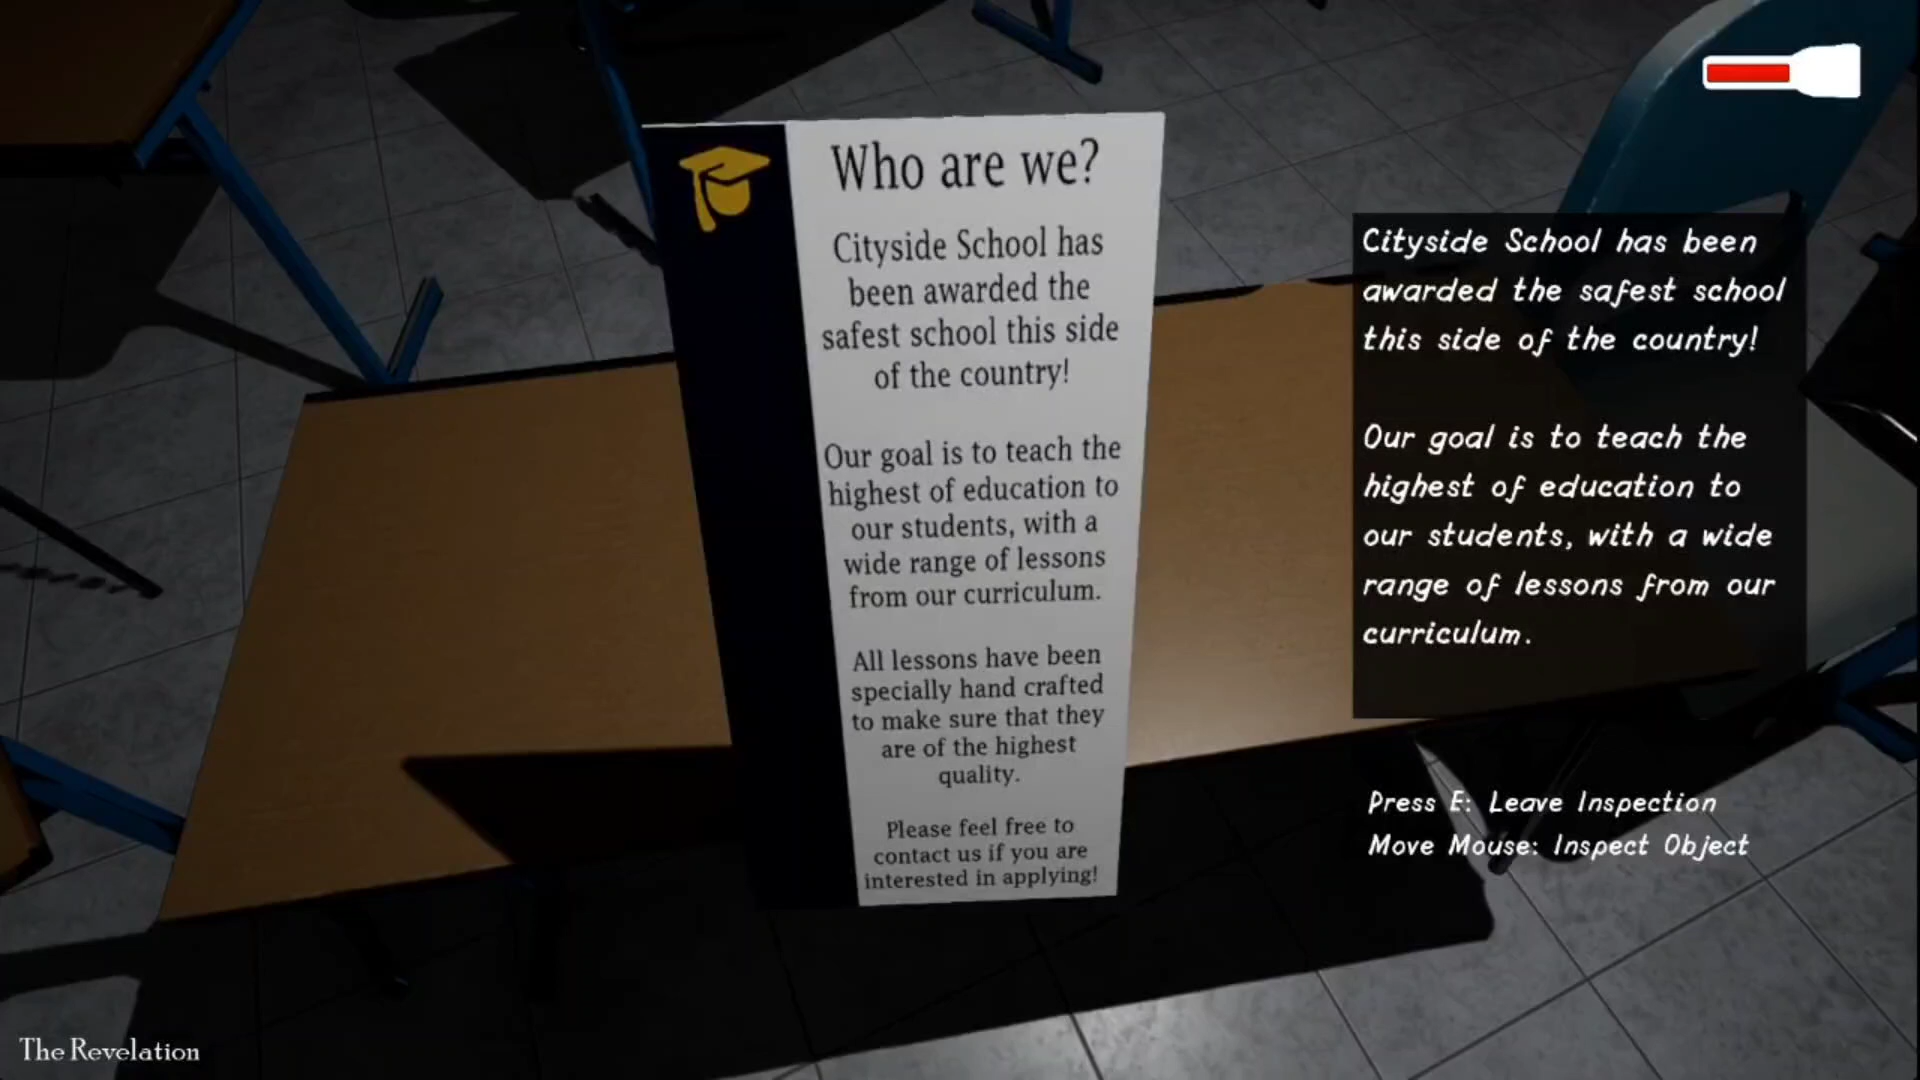 Who are we?
Cityside School has
been awarded the
safest school this side
of the country!
Our goal is to teach the
highest of education to
our students, with a
wide range of lessons
from our curriculum.
All lessons have been
specially hand crafted
to make sure that they
are of the highest
quality.
Please feel free to
contact us if you are
interested in applying!
Cityside School has been
awarded the safest school
this side of the country!
Our goal is to teach the
highest of education to
our students, with a wide
range of lessons from our
curriculum.
Press E: Leave Inspection
Move Mouse: Inspect Object
The Revelation